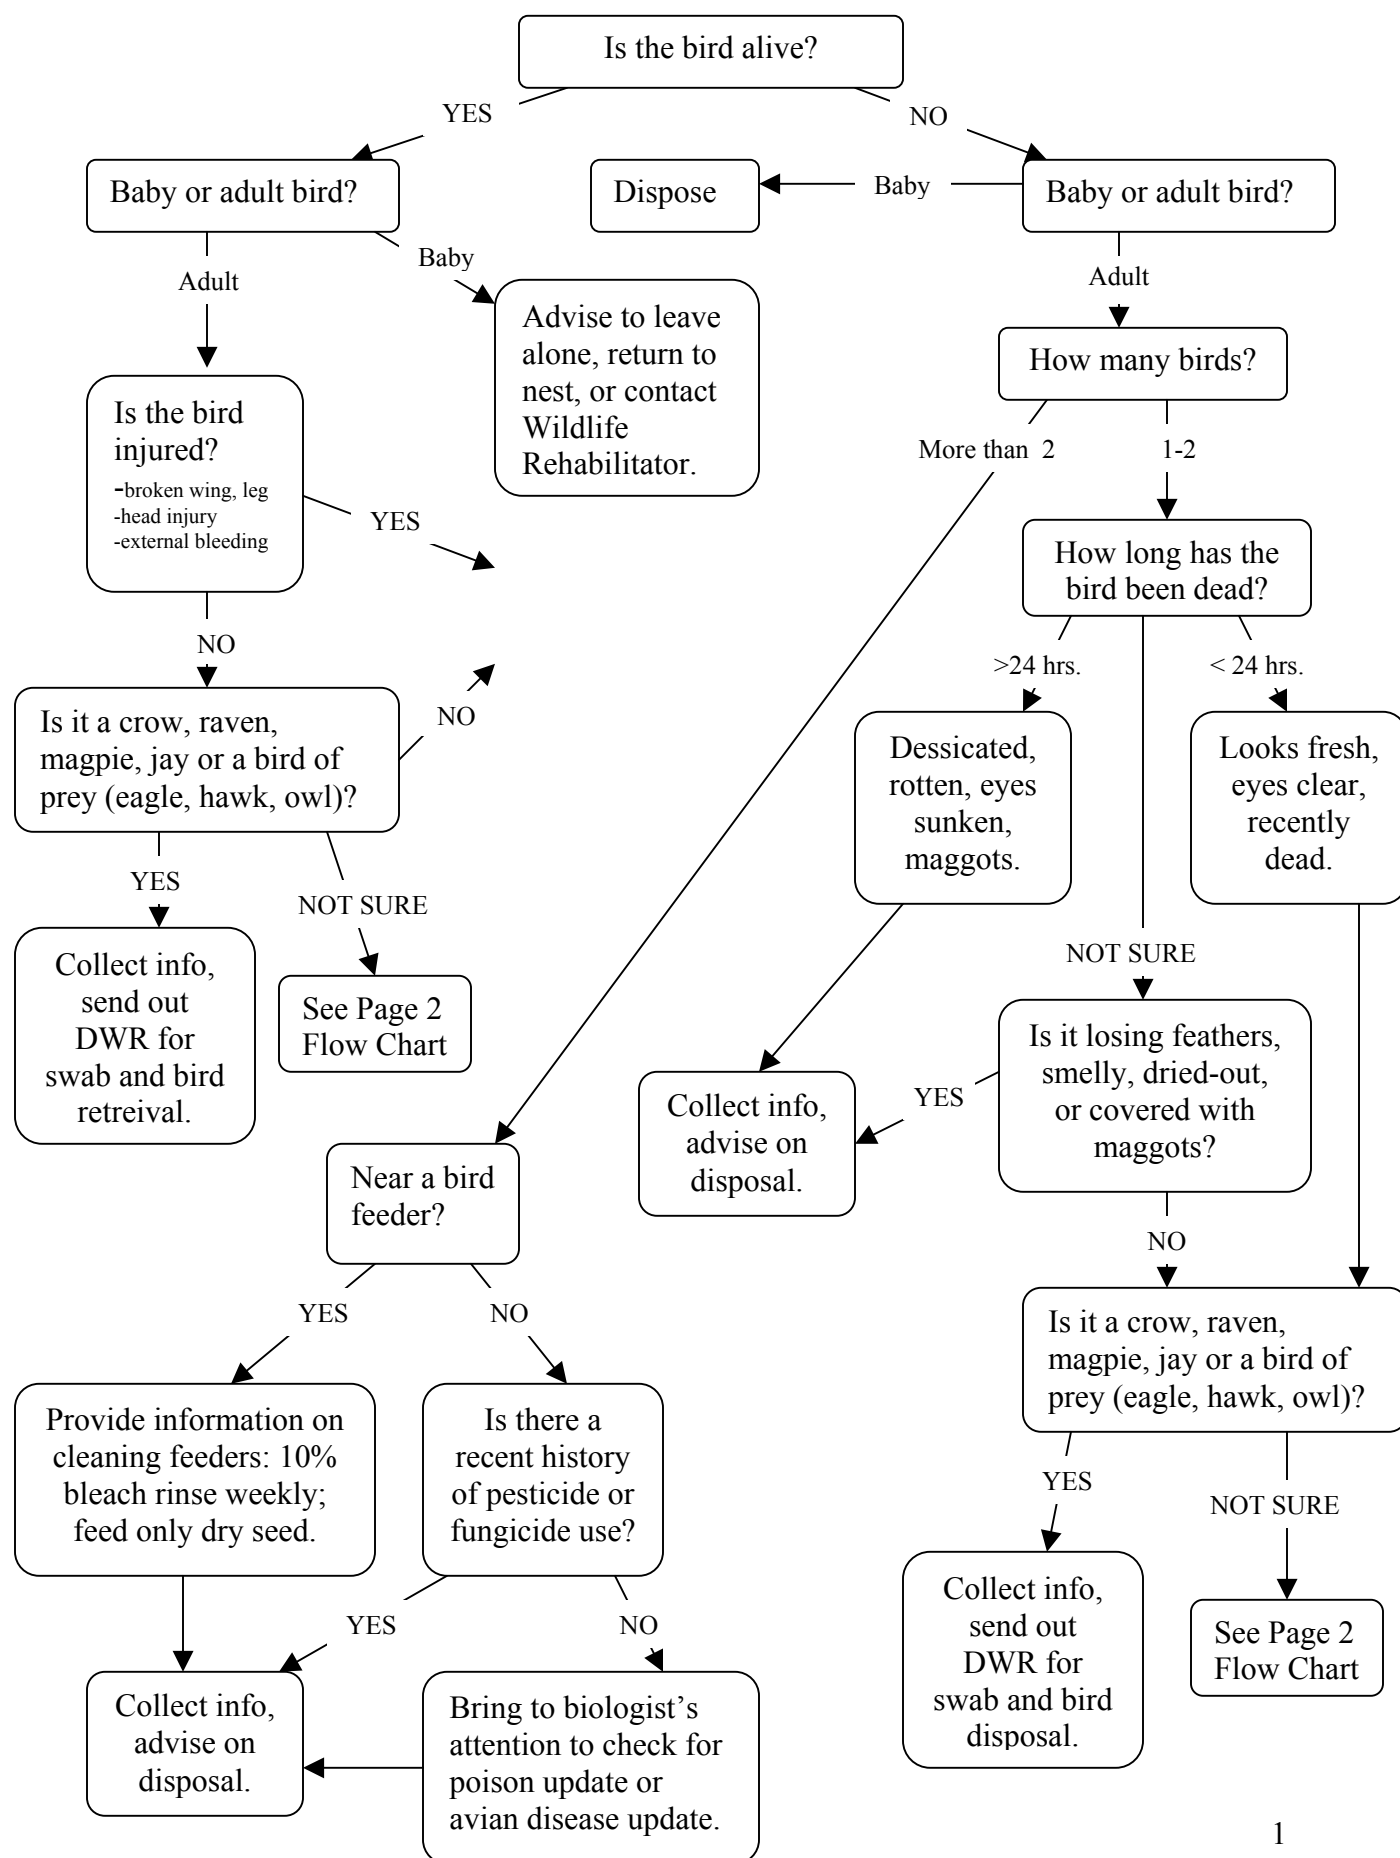 Is the bird alive?
YES
NO
Baby or adult bird?
Dispose
Baby
Baby or adult bird?
Adult
Baby
Adult
Advise to leave
alone, return to
nest, or contact
Wildlife
Rehabilitator.
How many birds?
Is the bird
injured?
-broken wing, leg
-head injury
-external bleeding
YES
More than 2
1-2
How long has the
bird been dead?
NO
>24 hrs.
< 24 hrs.
Is it a crow, raven,
magpie, jay or a bird of
prey (eagle, hawk, owl)?
NO
Dessicated,
rotten, eyes
sunken,
maggots.
Looks fresh,
eyes clear,
recently
dead.
YES
NOT SURE
NOT SURE
Collect info,
send out
DWR for
swab and bird
retreival.
See Page 2
Flow Chart
Is it losing feathers,
smelly, dried-out,
or covered with
maggots?
YES
Collect info,
advise on
disposal.
Near a bird
feeder?
NO
YES
NO
Is it a crow, raven,
magpie, jay or a bird of
prey (eagle, hawk, owl)?
Provide information on
cleaning feeders: 10%
bleach rinse weekly;
feed only dry seed.
Is there a
recent history
of pesticide or
fungicide use?
YES
NOT SURE
YES
NO
Collect info,
send out
DWR for
swab and bird
disposal.
See Page 2
Flow Chart
Collect info,
advise on
disposal.
Bring to biologist’s
attention to check for
poison update or
avian disease update.
1